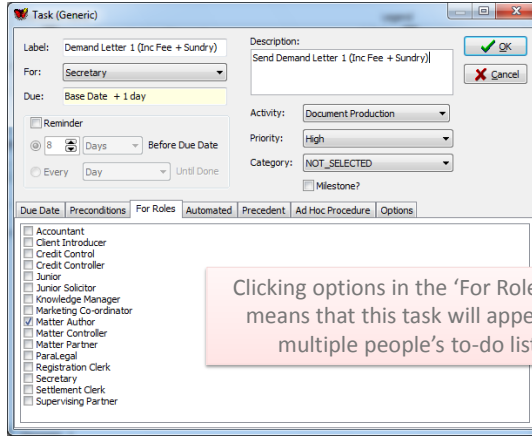 Task (Generic)
Label: Demand Letter 1 (Inc Fee + Sundry)
Description:
Send Demand Letter 1 (Inc Fee + Sundry)
OK
Cancel
For: Secretary
Due: Base Date + 1 day
Reminder
8 Days Before Due Date
Every Day Until Done
Activity: Document Production
Priority: High
Category: NOT_SELECTED
Milestone?
Due Date Preconditions For Roles Automated Precedent Ad Hoc Procedure Options
Accountant
Client Introducer
Credit Control
Credit Controller
Junior
Junior Solicitor
Knowledge Manager
Marketing Co-ordinator
Matter Author
Matter Controller
Matter Partner
ParaLegal
Registration Clerk
Secretary
Settlement Clerk
Supervising Partner
Clicking options in the ‘For Role
means that this task will appe
multiple people’s to-do list